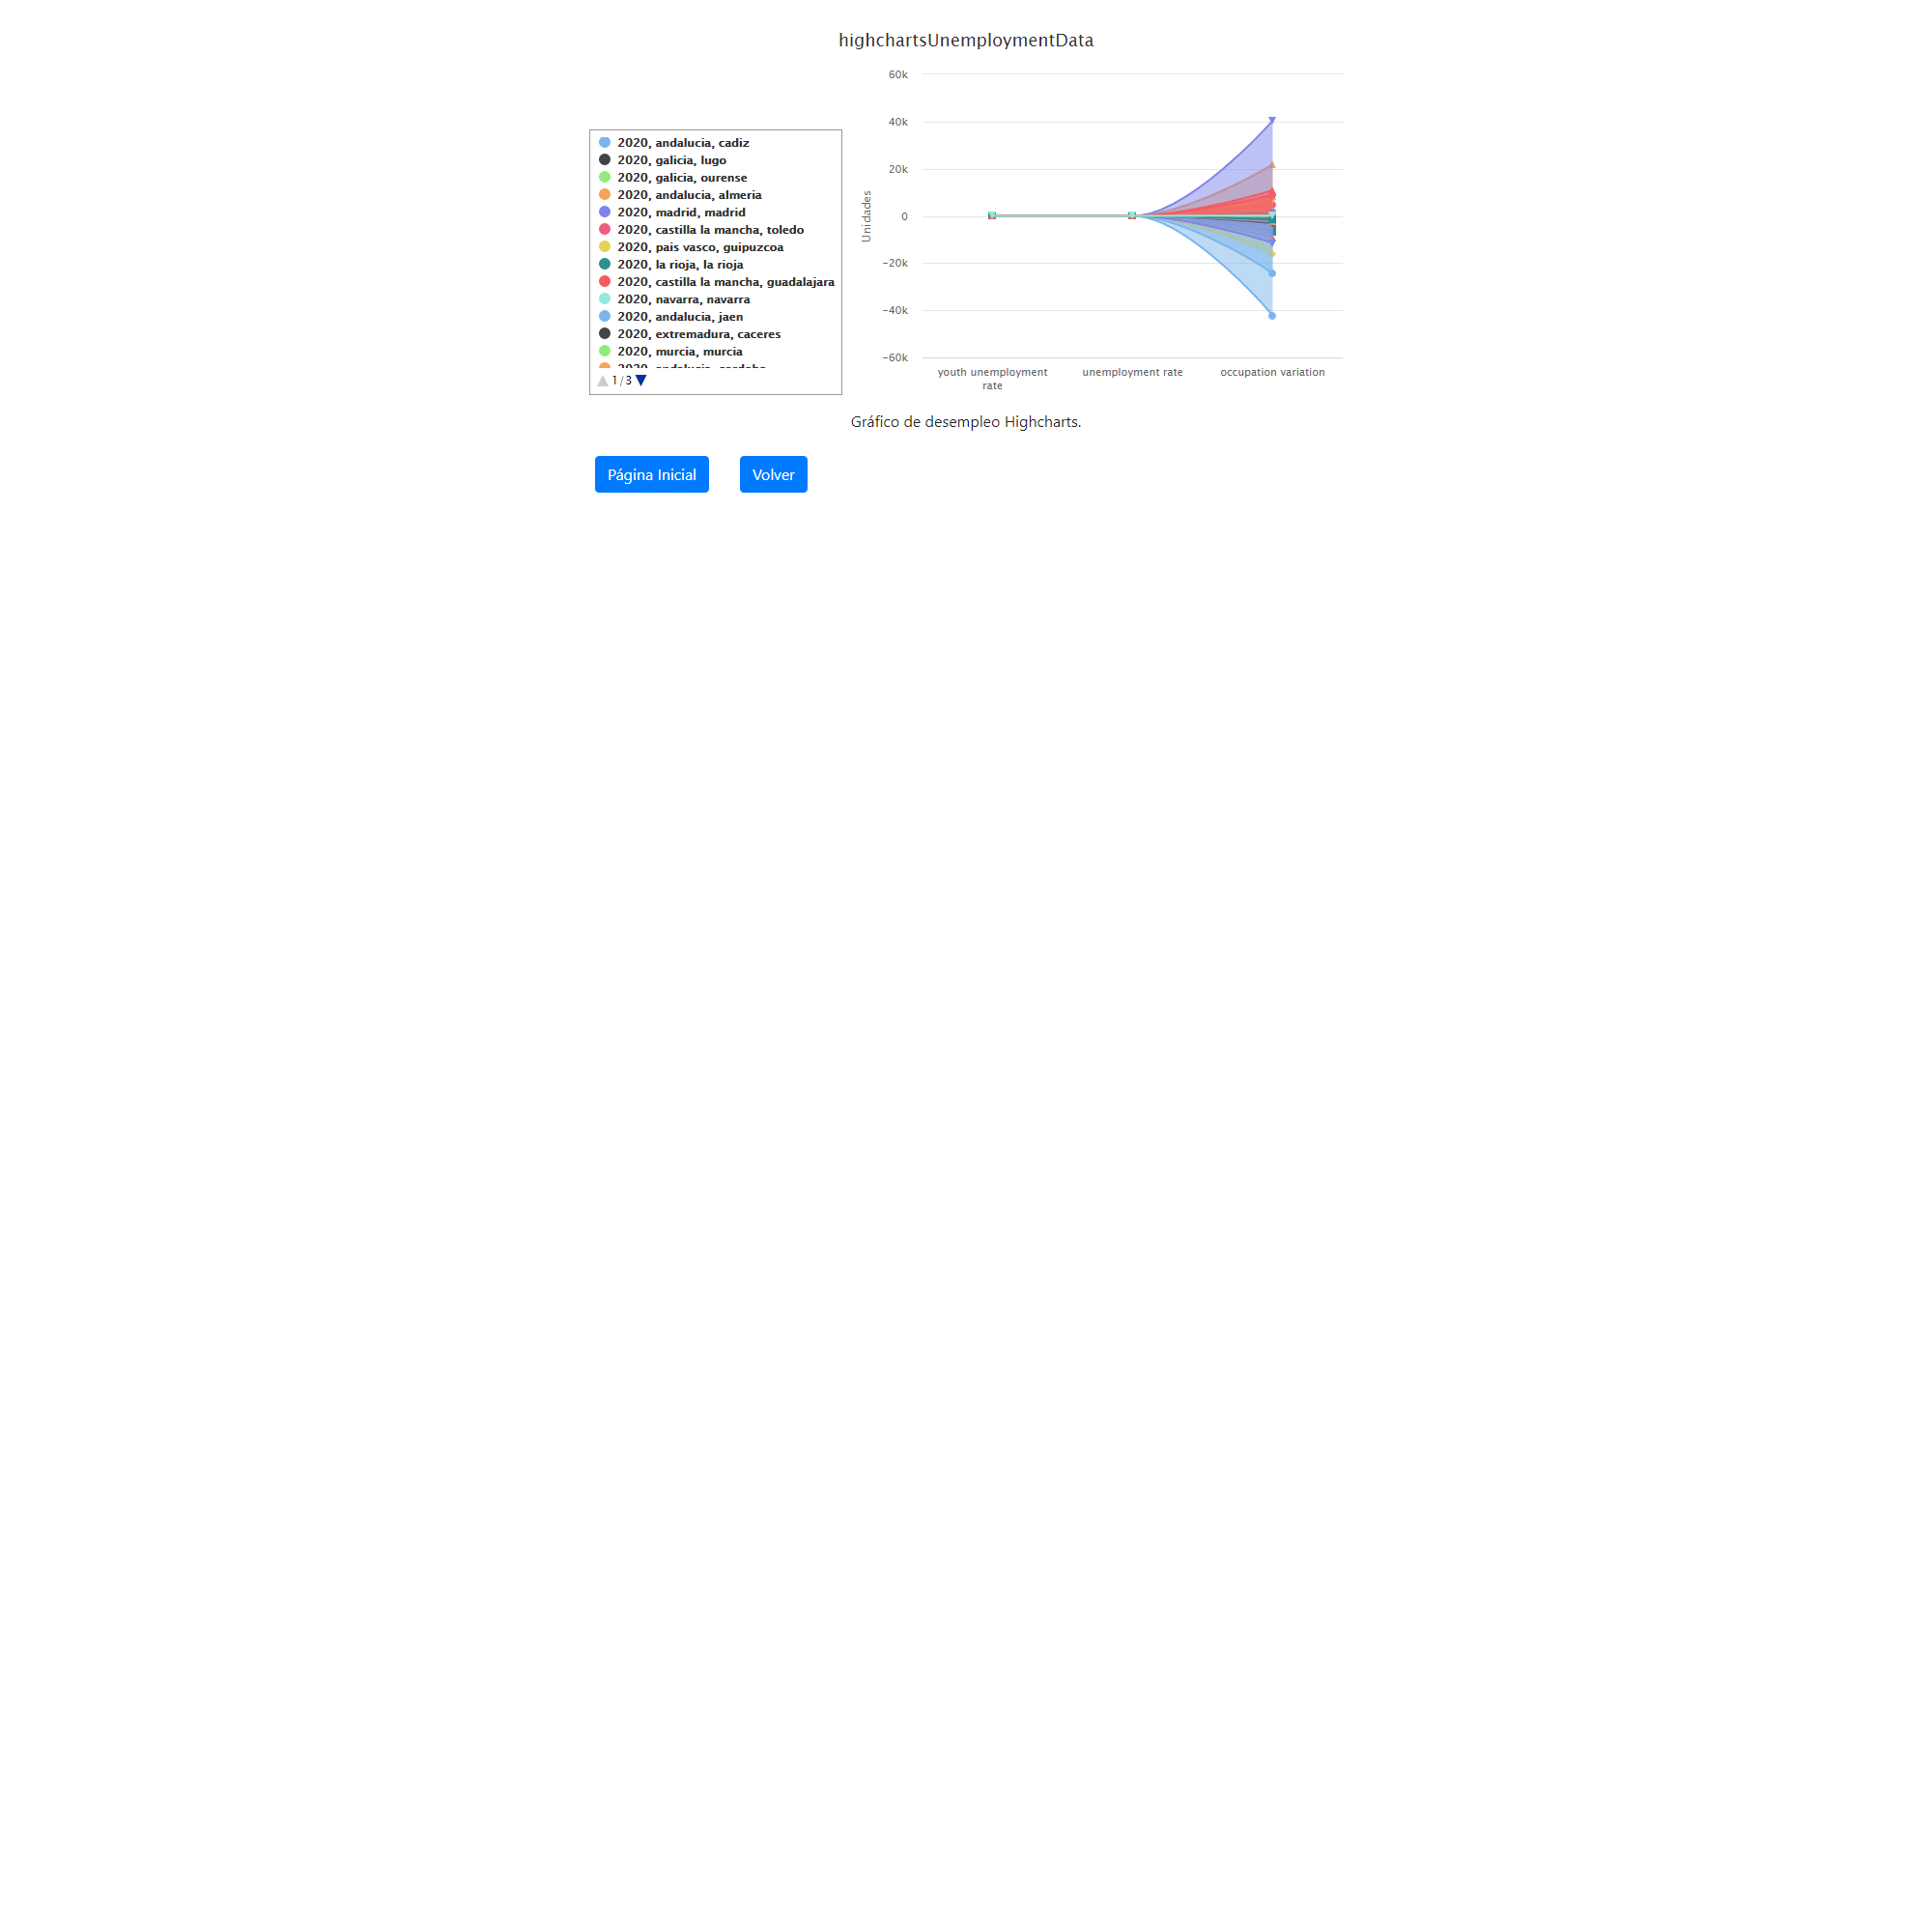 highchartsUnemploymentData
2020, andalucia, cadiz
2020, galicia, lugo
2020, galicia, ourense
2020, andalucia, almeria
2020, madrid, madrid
2020, castilla la mancha, toledo
2020, pais vasco, guipuzcoa
2020, la rioja, la rioja
2020, castilla la mancha, guadalajara
2020, navarra, navarra
2020, andalucia, jaen
2020, extremadura, caceres
2020, murcia, murcia
2020, andalucia, cordoba
1/3
Unidades
60k
40k
20k
0
−20k
−40k
−60k
youth unemployment
rate
unemployment rate
occupation variation
Gráfico de desempleo Highcharts.
Página Inicial
Volver